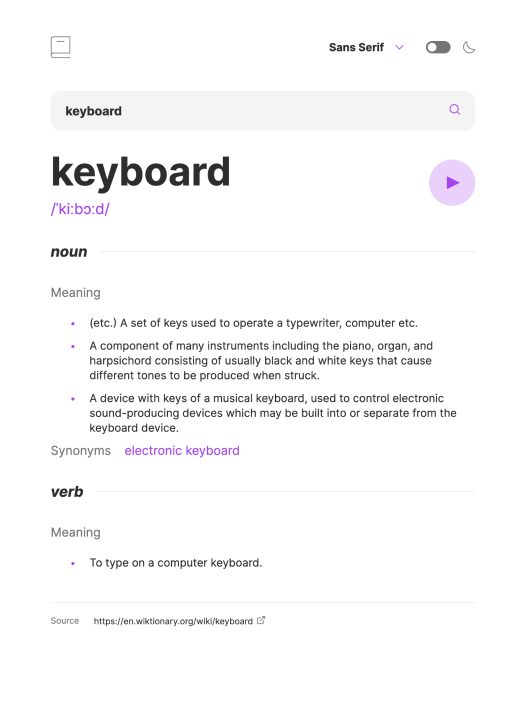 Sans Serif
keyboard
keyboard
/ˈkiːbɔːd/
noun
Meaning
(etc.) A set of keys used to operate a typewriter, computer etc.
A component of many instruments including the piano, organ, and
harpsichord consisting of usually black and white keys that cause
different tones to be produced when struck.
A device with keys of a musical keyboard, used to control electronic
sound-producing devices which may be built into or separate from the
keyboard device.
Synonyms electronic keyboard
verb
Meaning
To type on a computer keyboard.
Source https://en.wiktionary.org/wiki/keyboard